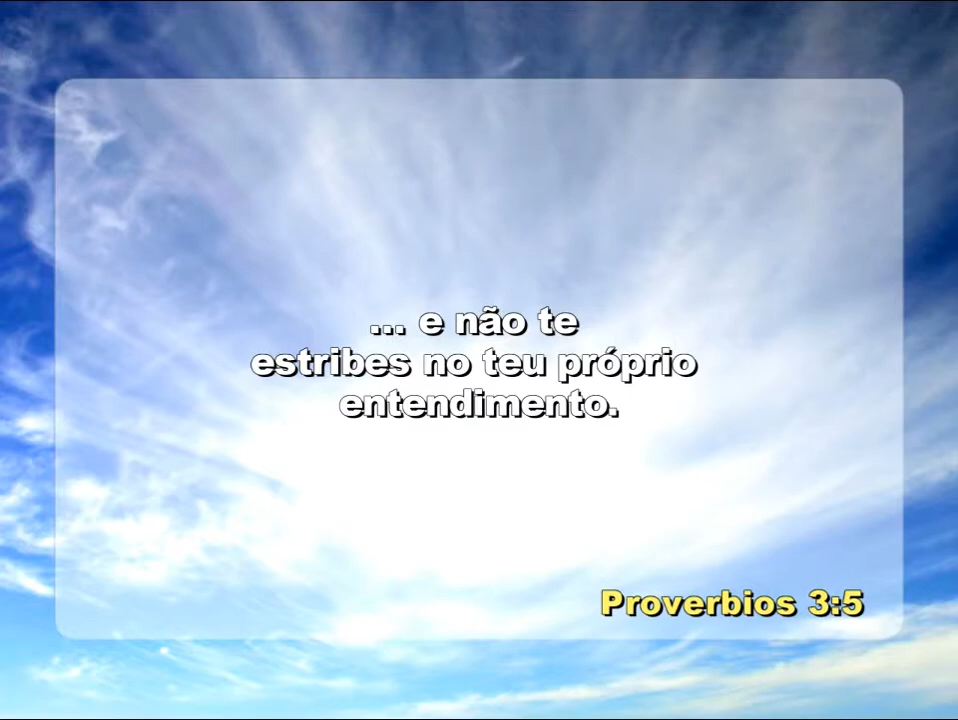 ... e não te
estribes no teu próprio
entendimento.
Proverbios 3:5